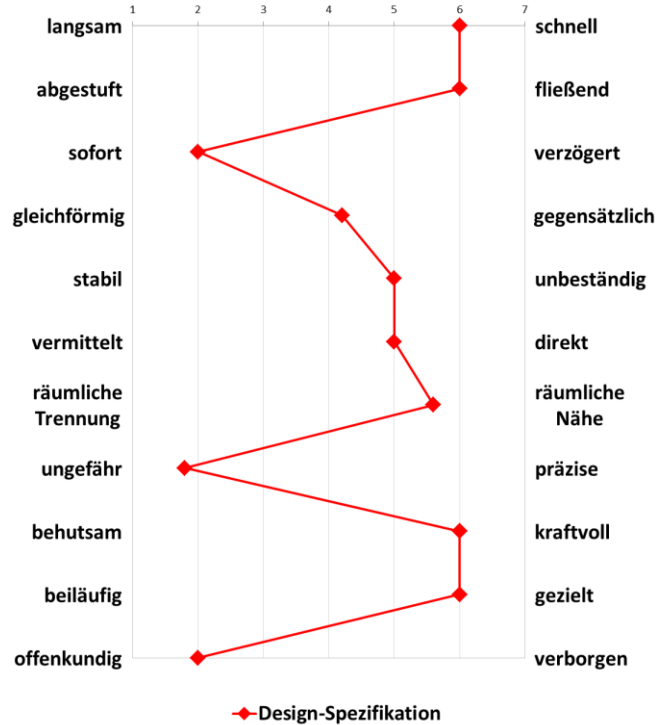 1 2 3 4 5 6 7
langsam schnell
abgestuft fließend
sofort verzögert
gleichförmig gegensätzlich
stabil unbeständig
vermittelt direkt
räumliche räumliche
Trennung Nähe
ungefähr präzise
behutsam kraftvoll
beiläufig gezielt
offenkundig verborgen
Design-Spezifikation